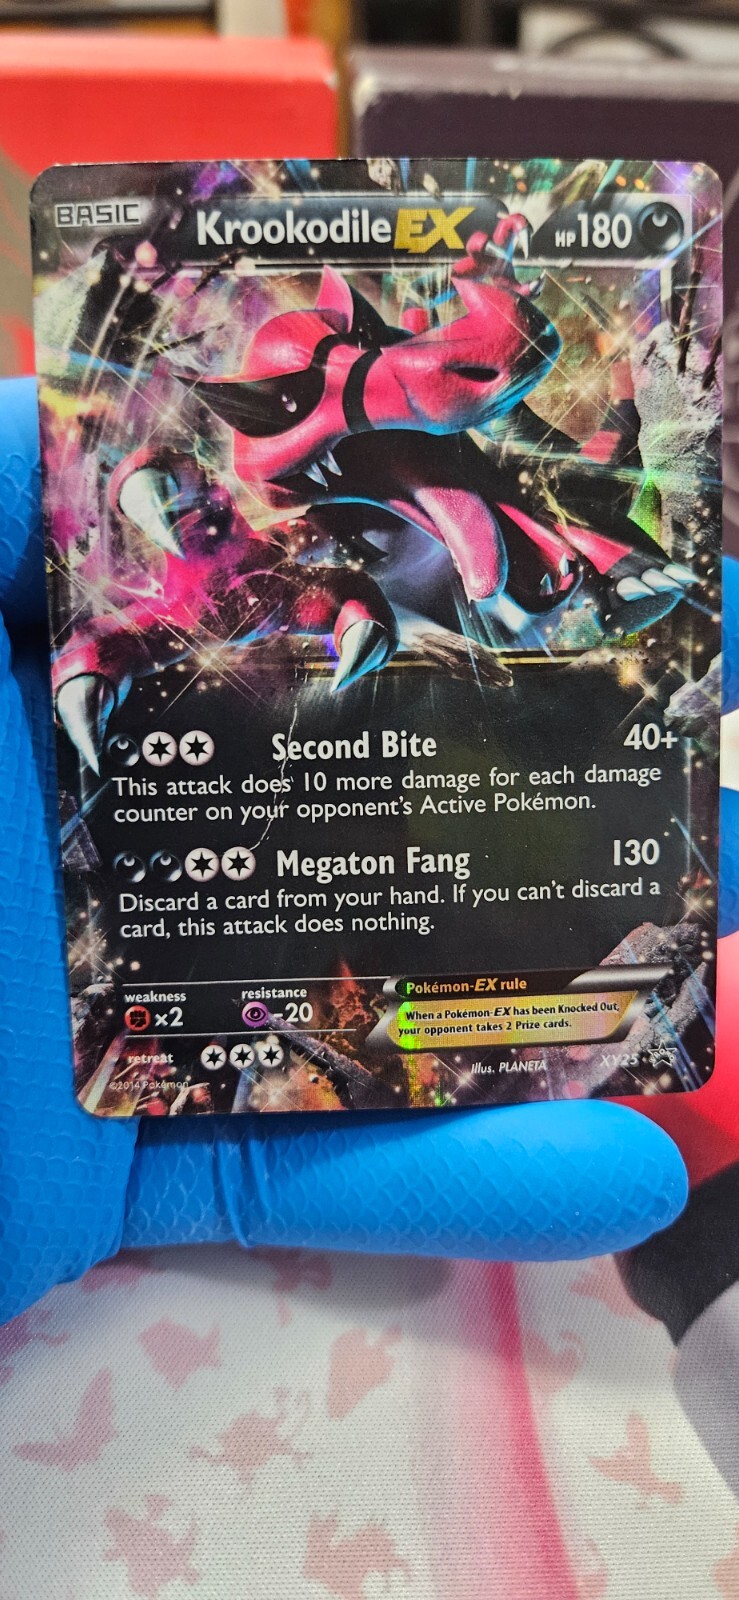 BASIC
Krookodile EX
HP 180
Second Bite 40+
This attack does 10 more damage for each damage
counter on your opponent's Active Pokémon.
Megaton Fang 130
Discard a card from your hand. If you can't discard a
card, this attack does nothing.
weakness
×2
resistance
-20
retreat
Pokémon-EX rule
When a Pokémon-EX has been Knocked Out,
your opponent takes 2 Prize cards.
©2014 Pokémon
Illus. PLANETA
XY25